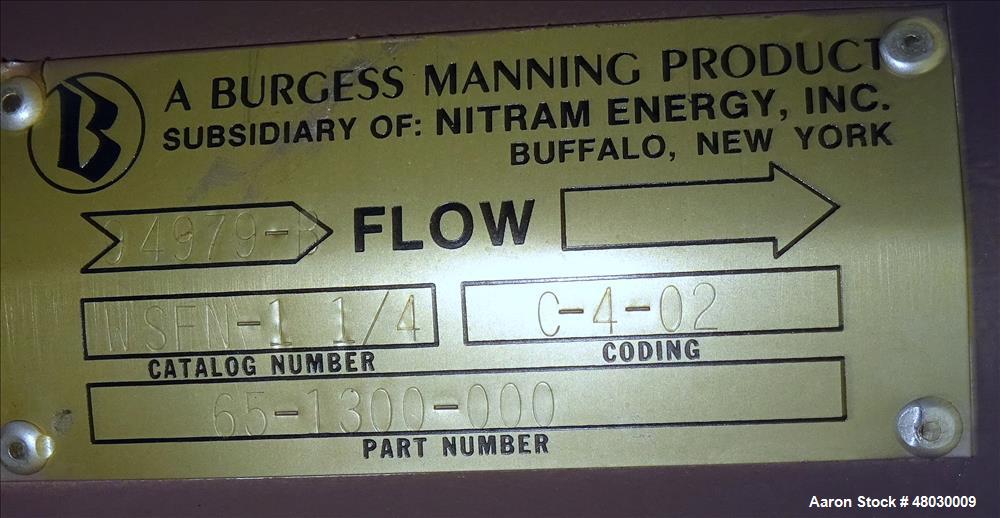 B
A BURGESS MANNING PRODUCT
SUBSIDIARY OF: NITRAM ENERGY, INC.
BUFFALO, NEW YORK
FLOW
WSFN-1 1/4 C-4-02
CATALOG NUMBER CODING
65-1300-000
PART NUMBER
Aaron Stock # 48030009